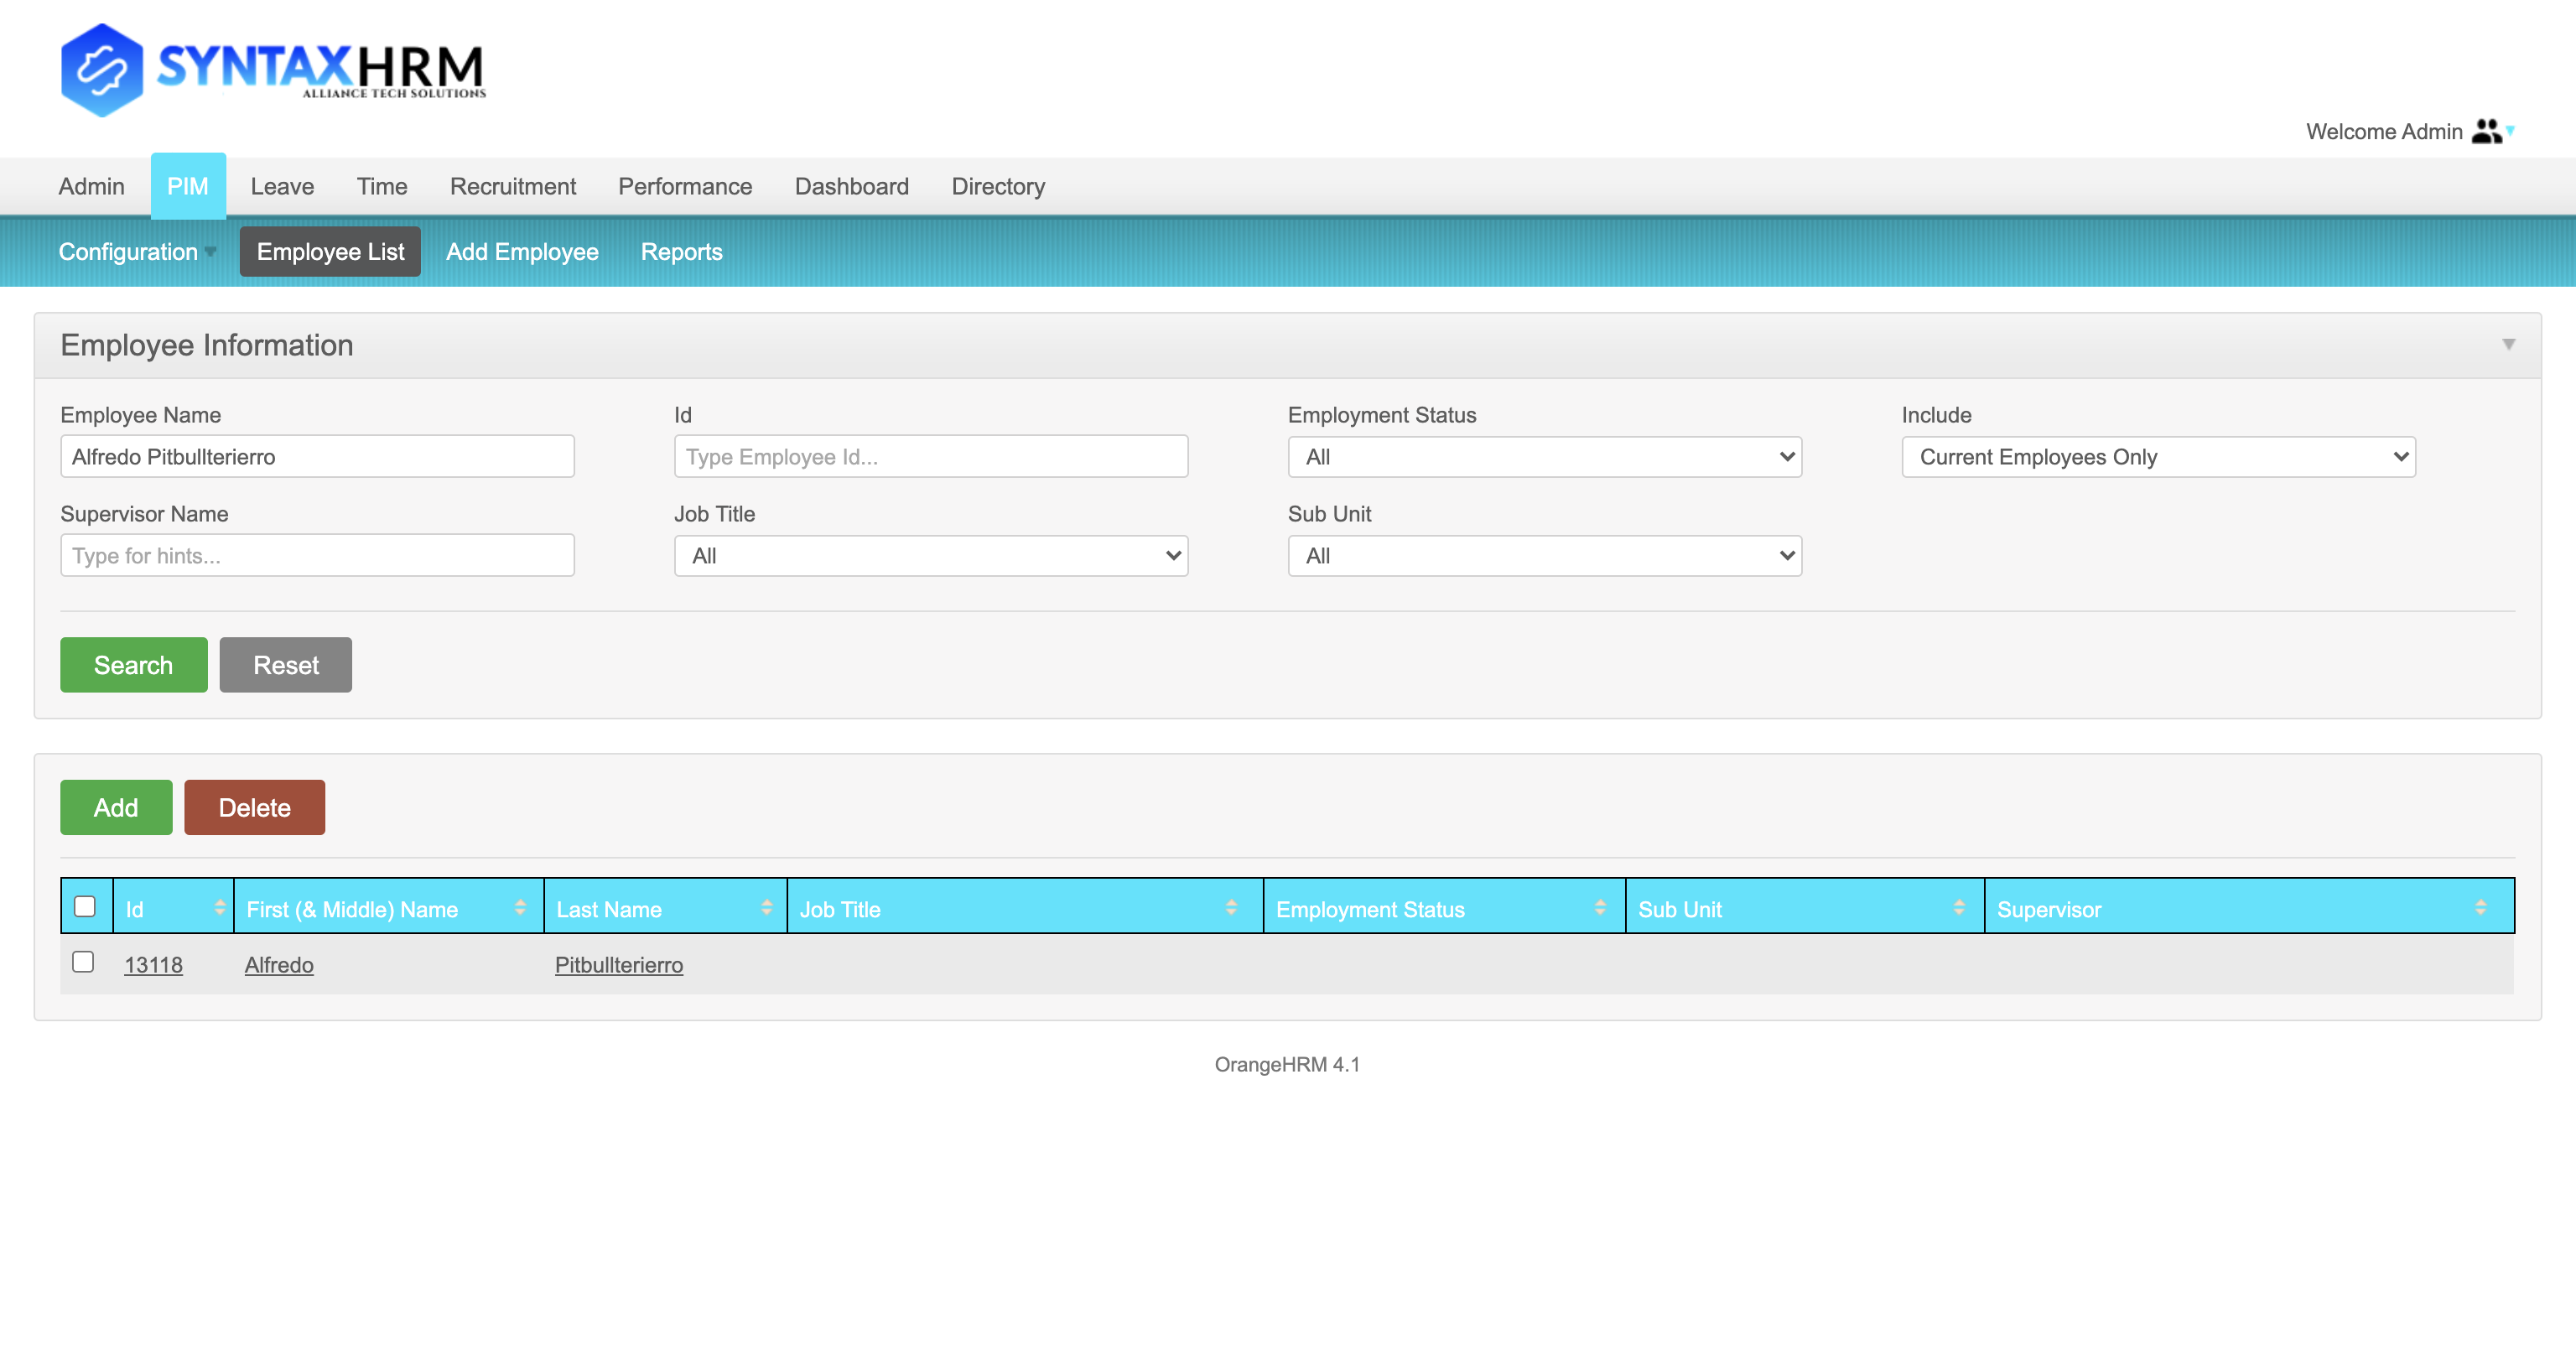 SYNTAXHRM
ALLIANCE TECH SOLUTIONS
Welcome Admin
Admin PIM Leave Time Recruitment Performance Dashboard Directory
Configuration Employee List Add Employee Reports
Employee Information
Employee Name Id Employment Status Include
Alfredo Pitbullterierro Type Employee Id... All Current Employees Only
Supervisor Name Job Title Sub Unit
Type for hints... All All
Search Reset
Add Delete
Id First (& Middle) Name Last Name Job Title Employment Status Sub Unit Supervisor
13118 Alfredo Pitbullterierro
OrangeHRM 4.1